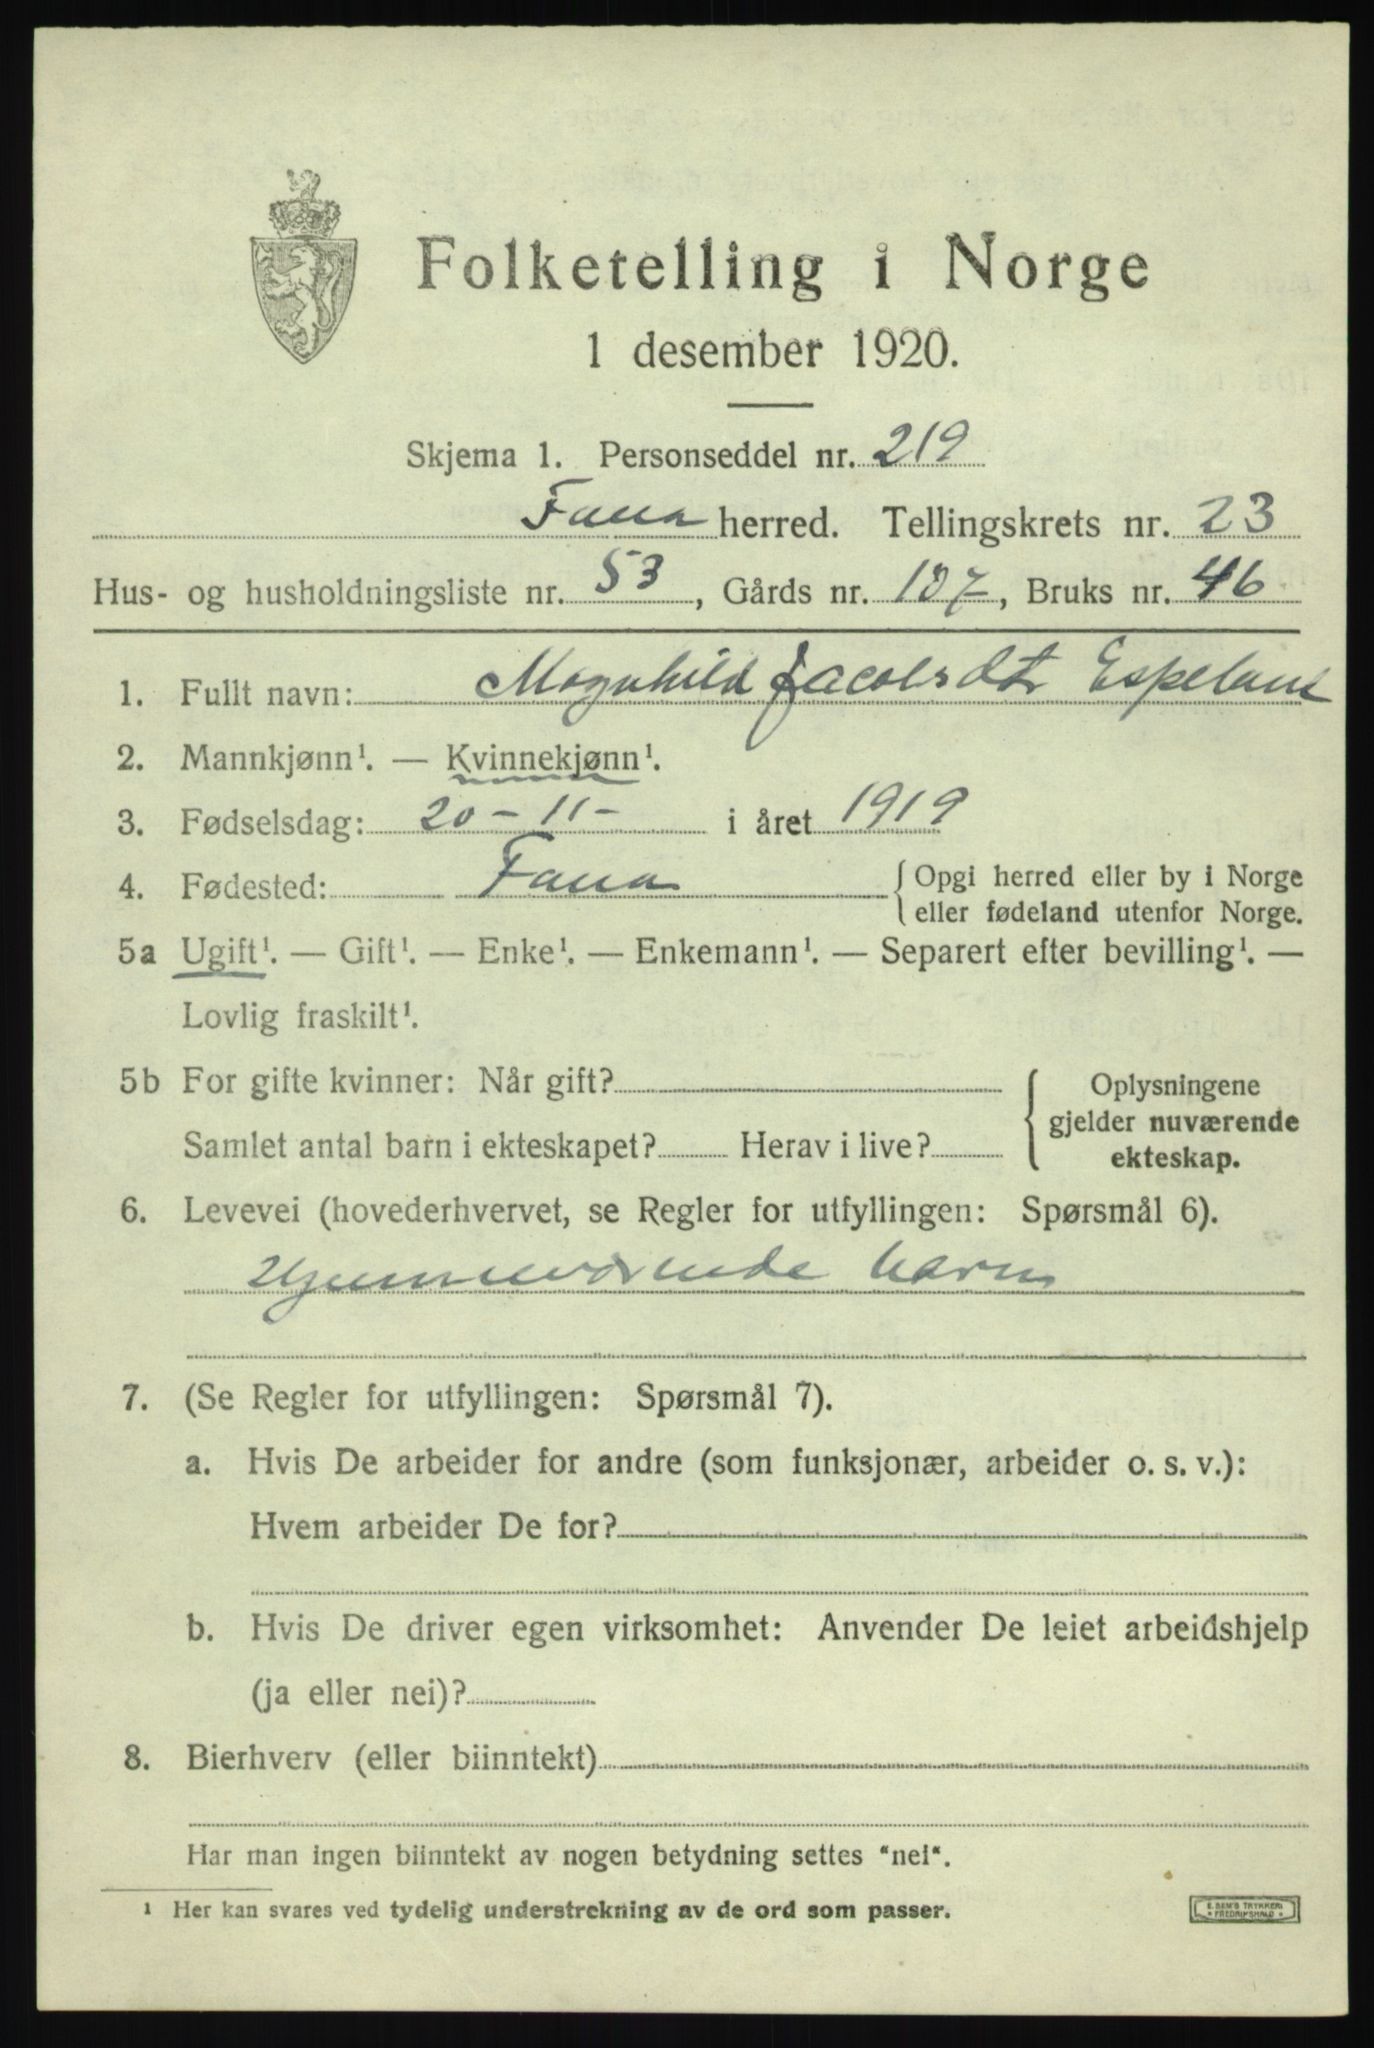 Folketelling i Norge
1 desember 1920.
Skjema 1. Personseddel nr. 219
Fana herred. Tellingskrets nr. 23
Hus- og husholdningsliste nr. 53, Gårds nr. 107, Bruks nr. 46
1. Fullt navn: Magnhild Jacobsdtr Espeland
2. Mannkjønn¹. — Kvinnekjønn¹.
3. Fødselsdag: 20 - 11 - i året 1919
4. Fødested: Fana { Opgi herred eller by i Norge
eller fødeland utenfor Norge.
5a Ugift¹. — Gift¹. — Enke¹. — Enkemann¹. — Separert efter bevilling¹. —
Lovlig fraskilt¹.
5b For gifte kvinner: Når gift?
Samlet antal barn i ekteskapet? Herav i live?
Oplysningene
gjelder nuværende
ekteskap.
6. Levevei (hovederhvervet, se Regler for utfyllingen: Spørsmål 6).
Hjemmeværende barn
7. (Se Regler for utfyllingen: Spørsmål 7).
a. Hvis De arbeider for andre (som funksjonær, arbeider o. s. v.):
Hvem arbeider De for?
b. Hvis De driver egen virksomhet: Anvender De leiet arbeidshjelp
(ja eller nei)?
8. Bierhverv (eller biinntekt)
Har man ingen biinntekt av nogen betydning settes "nei".
¹ Her kan svares ved tydelig understrekning av de ord som passer.
E. SEM'S TRYKKERI
* FREDRIKSHALD *